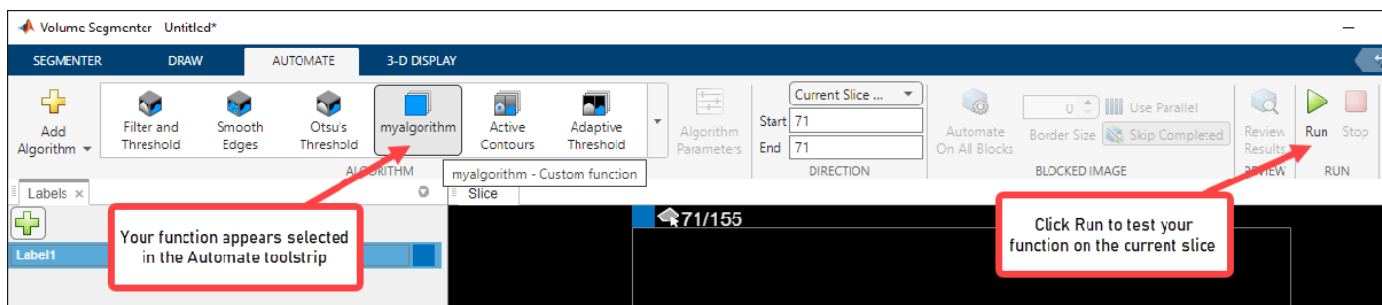 Volume Segmenter - Untitled*
SEGMENTER DRAW AUTOMATE 3-D DISPLAY
Add
Algorithm
Filter and
Threshold
Smooth
Edges
Otsu's
Threshold
myalgorithm
Active
Contours
Adaptive
Threshold
Algorithm
Parameters
Current Slice ...
Start 71
End 71
Automate
On All Blocks
0
Use Parallel
Border Size
Skip Completed
Review
Results
Run
Stop
ALGORITHM
DIRECTION
BLOCKED IMAGE
REVIEW
RUN
myalgorithm - Custom function
Labels
Slice
71/155
Label1
Your function appears selected
in the Automate toolstrip
Click Run to test your
function on the current slice